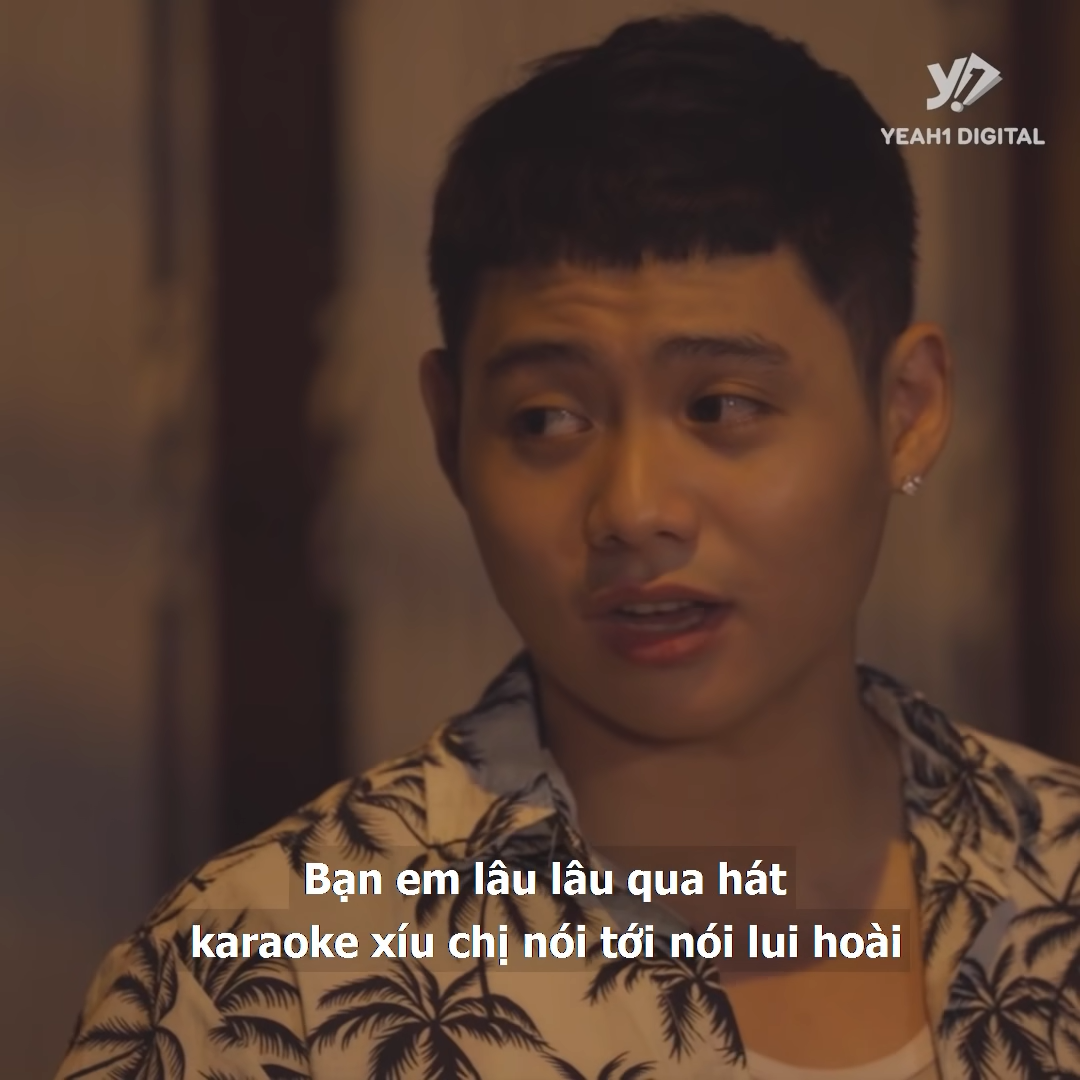 YEAH1 DIGITAL
Bạn em lâu lâu qua hát
karaoke xíu chị nói tới nói lui hoài